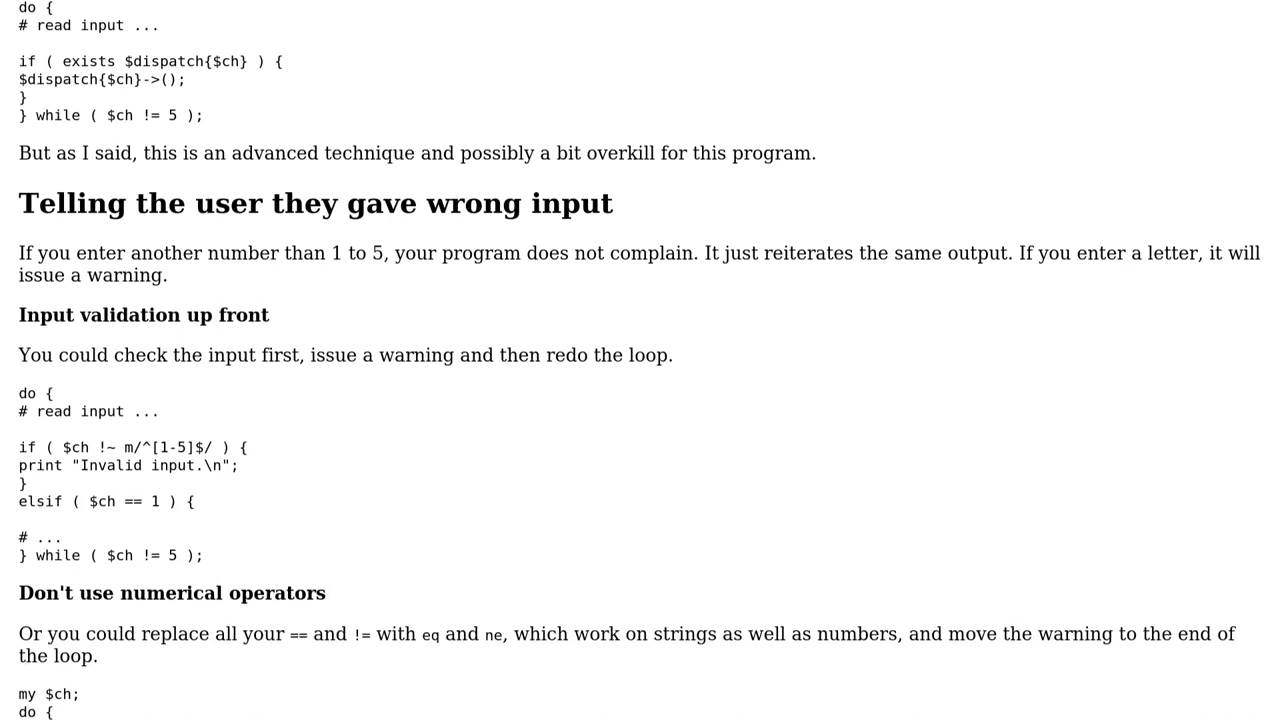 do {
# read input ...
if ( exists $dispatch{$ch} ) {
$dispatch{$ch}->();
}
} while ( $ch != 5 );
But as I said, this is an advanced technique and possibly a bit overkill for this program.
Telling the user they gave wrong input
If you enter another number than 1 to 5, your program does not complain. It just reiterates the same output. If you enter a letter, it will
issue a warning.
Input validation up front
You could check the input first, issue a warning and then redo the loop.
do {
# read input ...
if ( $ch !~ m/^[1-5]$/ ) {
print "Invalid input.\n";
}
elsif ( $ch == 1 ) {
# ...
} while ( $ch != 5 );
Don't use numerical operators
Or you could replace all your == and != with eq and ne, which work on strings as well as numbers, and move the warning to the end of
the loop.
my $ch;
do {